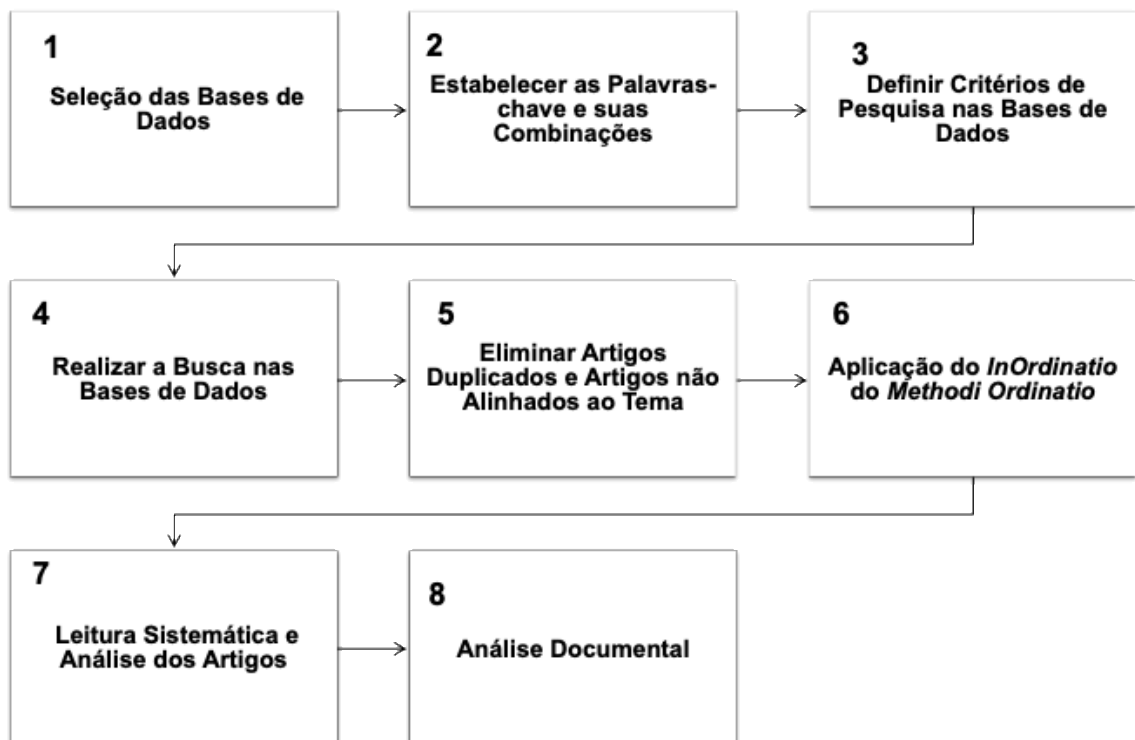 1
Seleção das Bases de
Dados
2
Estabelecer as Palavras-
chave e suas
Combinações
3
Definir Critérios de
Pesquisa nas Bases de
Dados
4
Realizar a Busca nas
Bases de Dados
5
Eliminar Artigos
Duplicados e Artigos não
Alinhados ao Tema
6
Aplicação do InOrdinatio
do Methodi Ordinatio
7
Leitura Sistemática e
Análise dos Artigos
8
Análise Documental